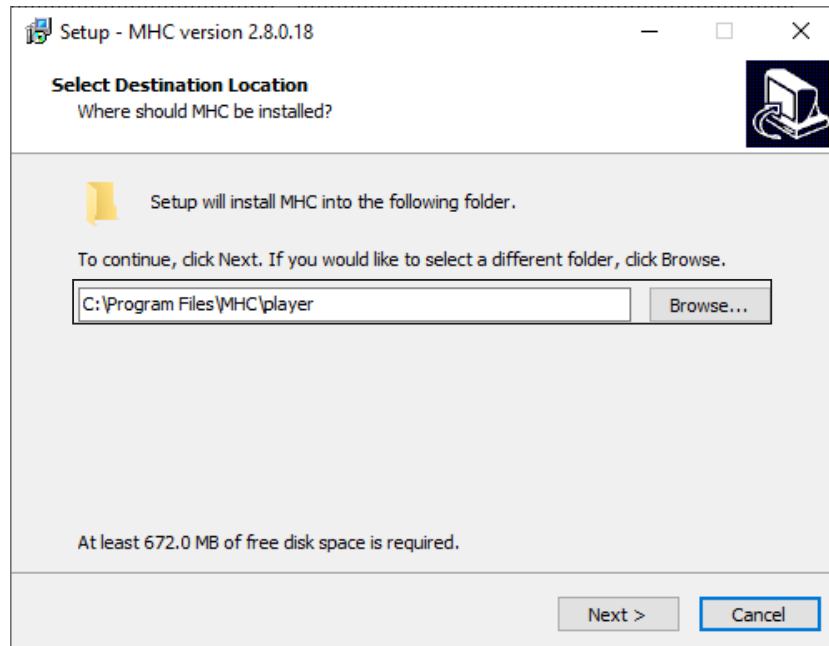 Setup - MHC version 2.8.0.18
Select Destination Location
Where should MHC be installed?
Setup will install MHC into the following folder.
To continue, click Next. If you would like to select a different folder, click Browse.
C:\Program Files\MHC\player
Browse...
At least 672.0 MB of free disk space is required.
Next >
Cancel